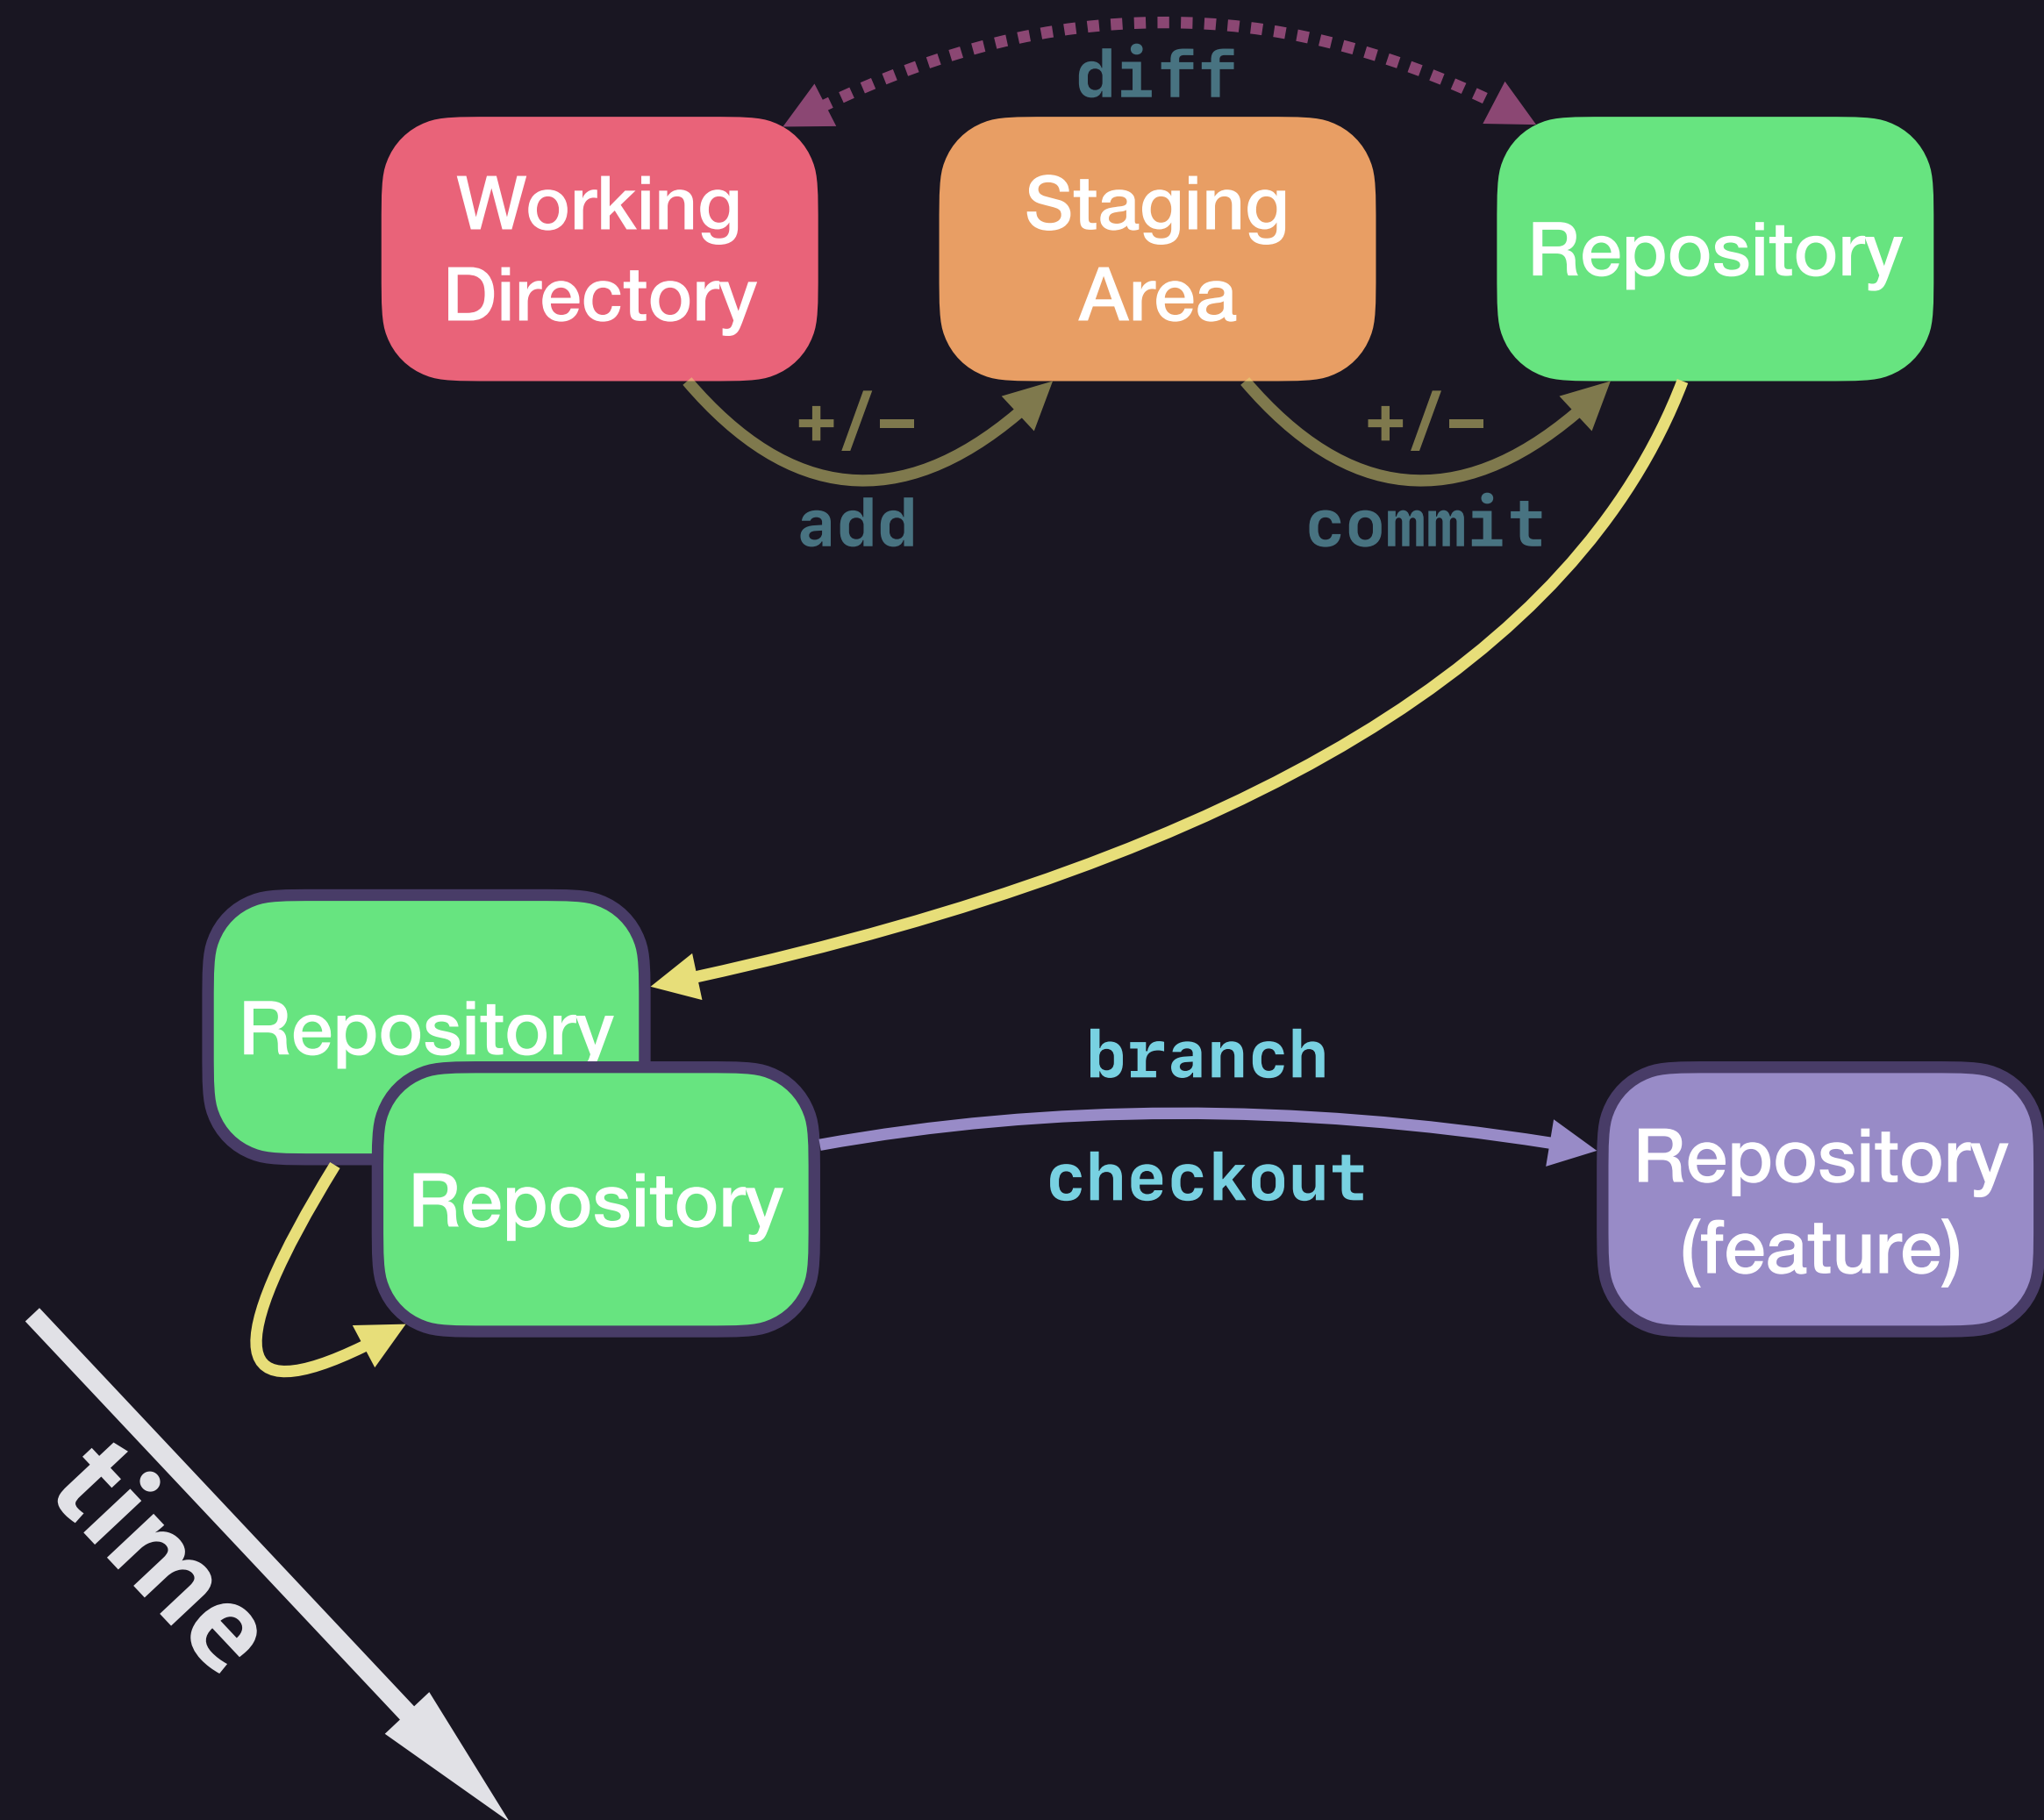 diff
Working
Directory
Staging
Area
Repository
+/-
+/-
add
commit
Repository
branch
Repository
checkout
Repository
(feature)
time